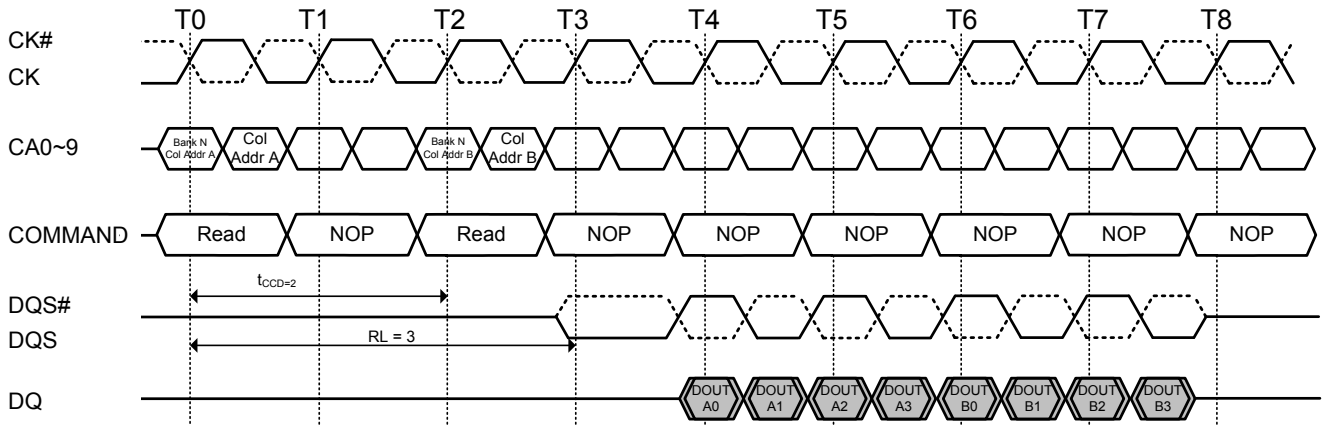 T0 T1 T2 T3 T4 T5 T6 T7 T8
CK#
CK
CA0~9 Bank N Col Addr A Col Addr A Bank N Col Addr B Col Addr B
COMMAND Read NOP Read NOP NOP NOP NOP NOP NOP
tCCD=2
DQS#
DQS RL = 3
DQ DOUT A0 DOUT A1 DOUT A2 DOUT A3 DOUT B0 DOUT B1 DOUT B2 DOUT B3